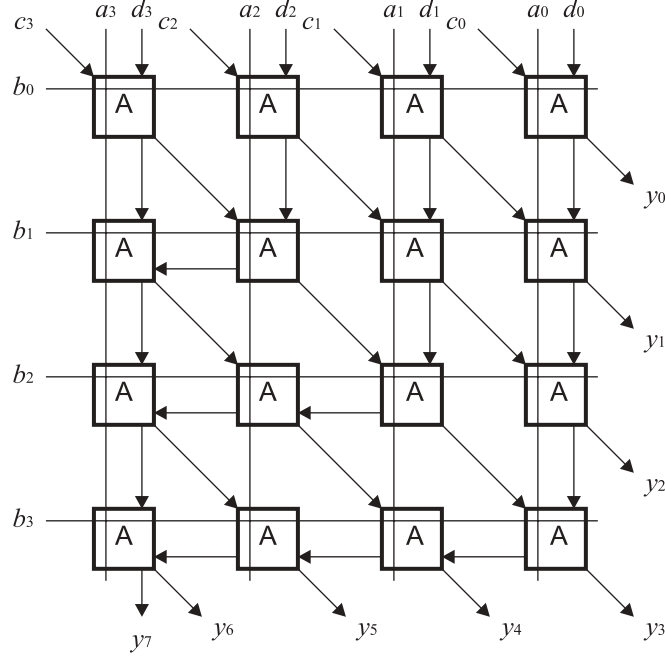 c3 a3 d3 c2 a2 d2 c1 a1 d1 c0 a0 d0
b0 A A A A
y0
b1 A A A A
y1
b2 A A A A
y2
b3 A A A A
y7 y6 y5 y4 y3